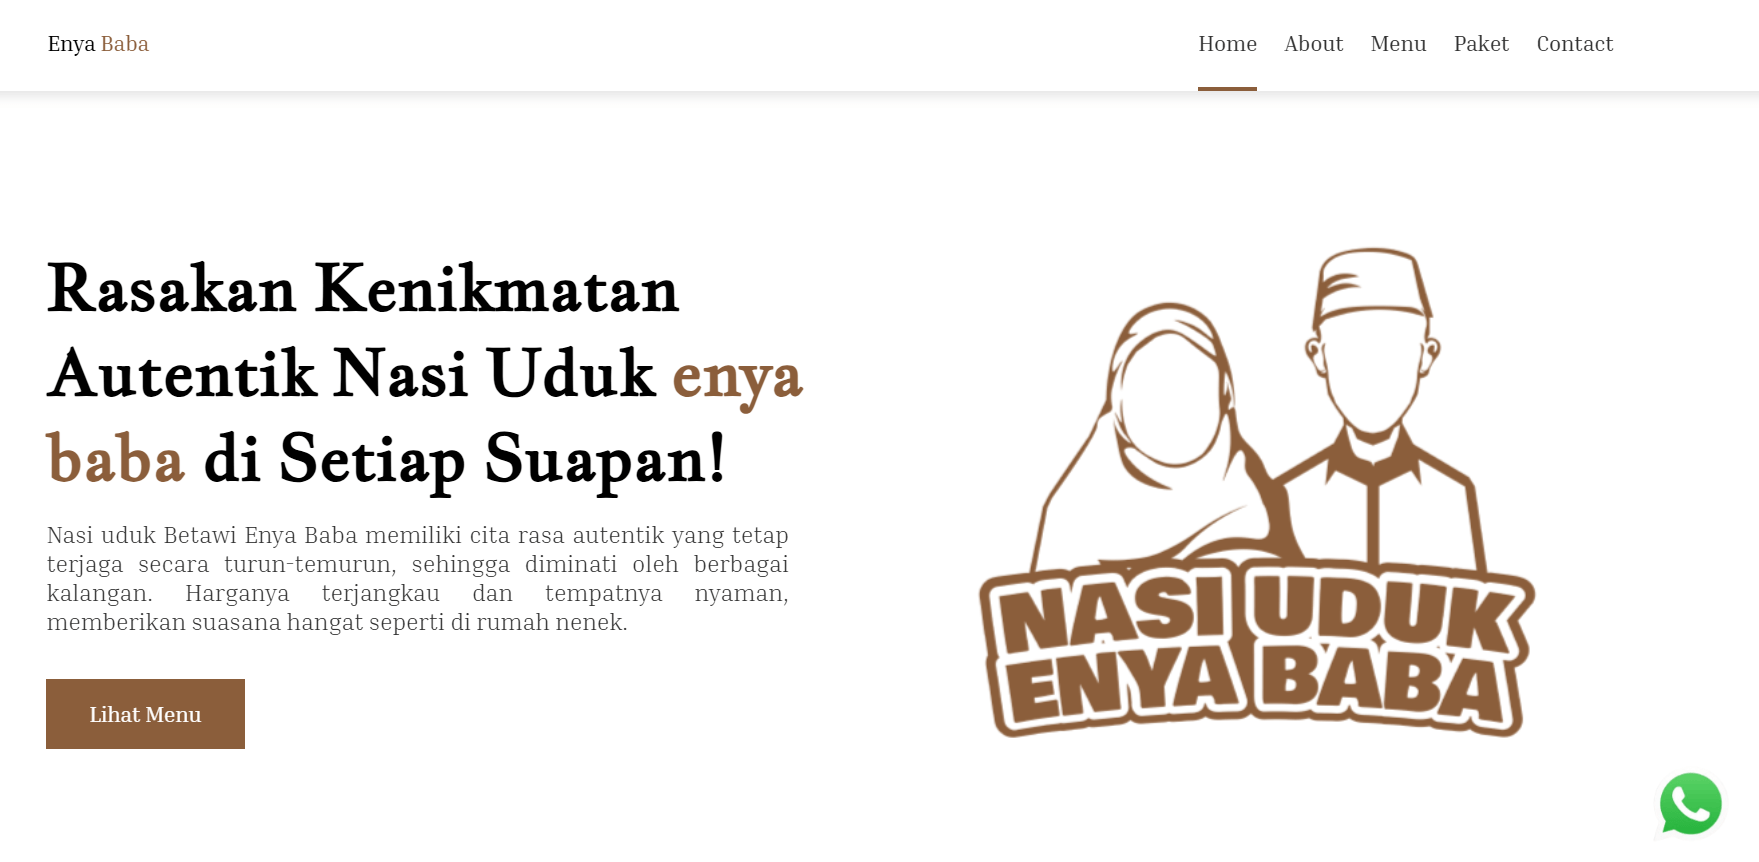 Enya Baba
Home About Menu Paket Contact
Rasakan Kenikmatan
Autentik Nasi Uduk enya
baba di Setiap Suapan!
Nasi uduk Betawi Enya Baba memiliki cita rasa autentik yang tetap
terjaga secara turun-temurun, sehingga diminati oleh berbagai
kalangan. Harganya terjangkau dan tempatnya nyaman,
memberikan suasana hangat seperti di rumah nenek.
Lihat Menu
NASI UDUK
ENYA BABA